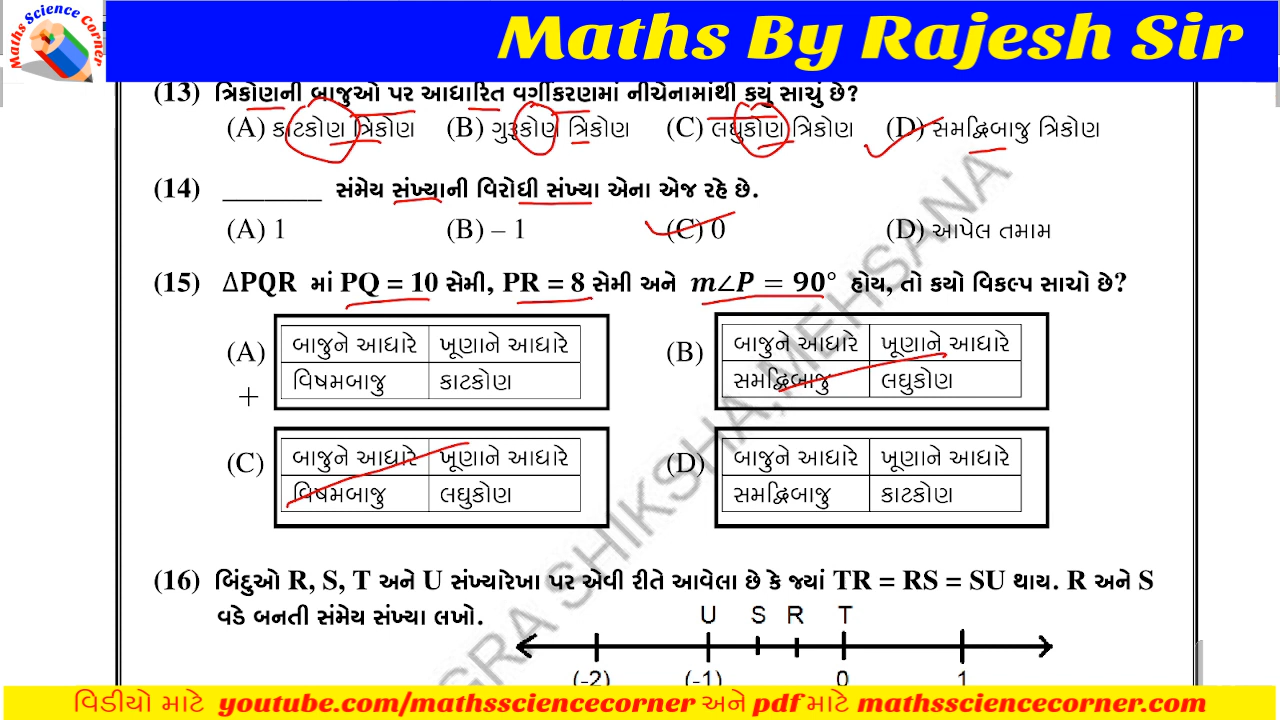 Maths Science Corner
Maths By Rajesh Sir
(13) ત્રિકોણની બાજુઓ પર આધારિત વર્ગીકરણમાં નીચેનામાંથી કયું સાચું છે?
(A) કાટકોણ ત્રિકોણ (B) ગુરૂકોણ ત્રિકોણ (C) લઘુકોણ ત્રિકોણ (D) સમદ્વિબાજુ ત્રિકોણ
(14) ________ સંમેય સંખ્યાની વિરોધી સંખ્યા એના એજ રહે છે.
(A) 1 (B) – 1 (C) 0 (D) આપેલ તમામ
(15) ΔPQR માં PQ = 10 સેમી, PR = 8 સેમી અને m∠P = 90° હોય, તો કયો વિકલ્પ સાચો છે?
(A) બાજુને આધારે ખૂણાને આધારે (B) બાજુને આધારે ખૂણાને આધારે
વિષમબાજુ કાટકોણ સમદ્વિબાજુ લઘુકોણ
(C) બાજુને આધારે ખૂણાને આધારે (D) બાજુને આધારે ખૂણાને આધારે
વિષમબાજુ લઘુકોણ સમદ્વિબાજુ કાટકોણ
(16) બિંદુઓ R, S, T અને U સંખ્યારેખા પર એવી રીતે આવેલા છે કે જ્યાં TR = RS = SU થાય. R અને S
વડે બનતી સંમેય સંખ્યા લખો.
U S R T
(-2) (-1) 0 1
GRA SHIKSHA,MEHSANA
વિડીયો માટે youtube.com/mathssciencecorner અને pdf માટે mathssciencecorner.com